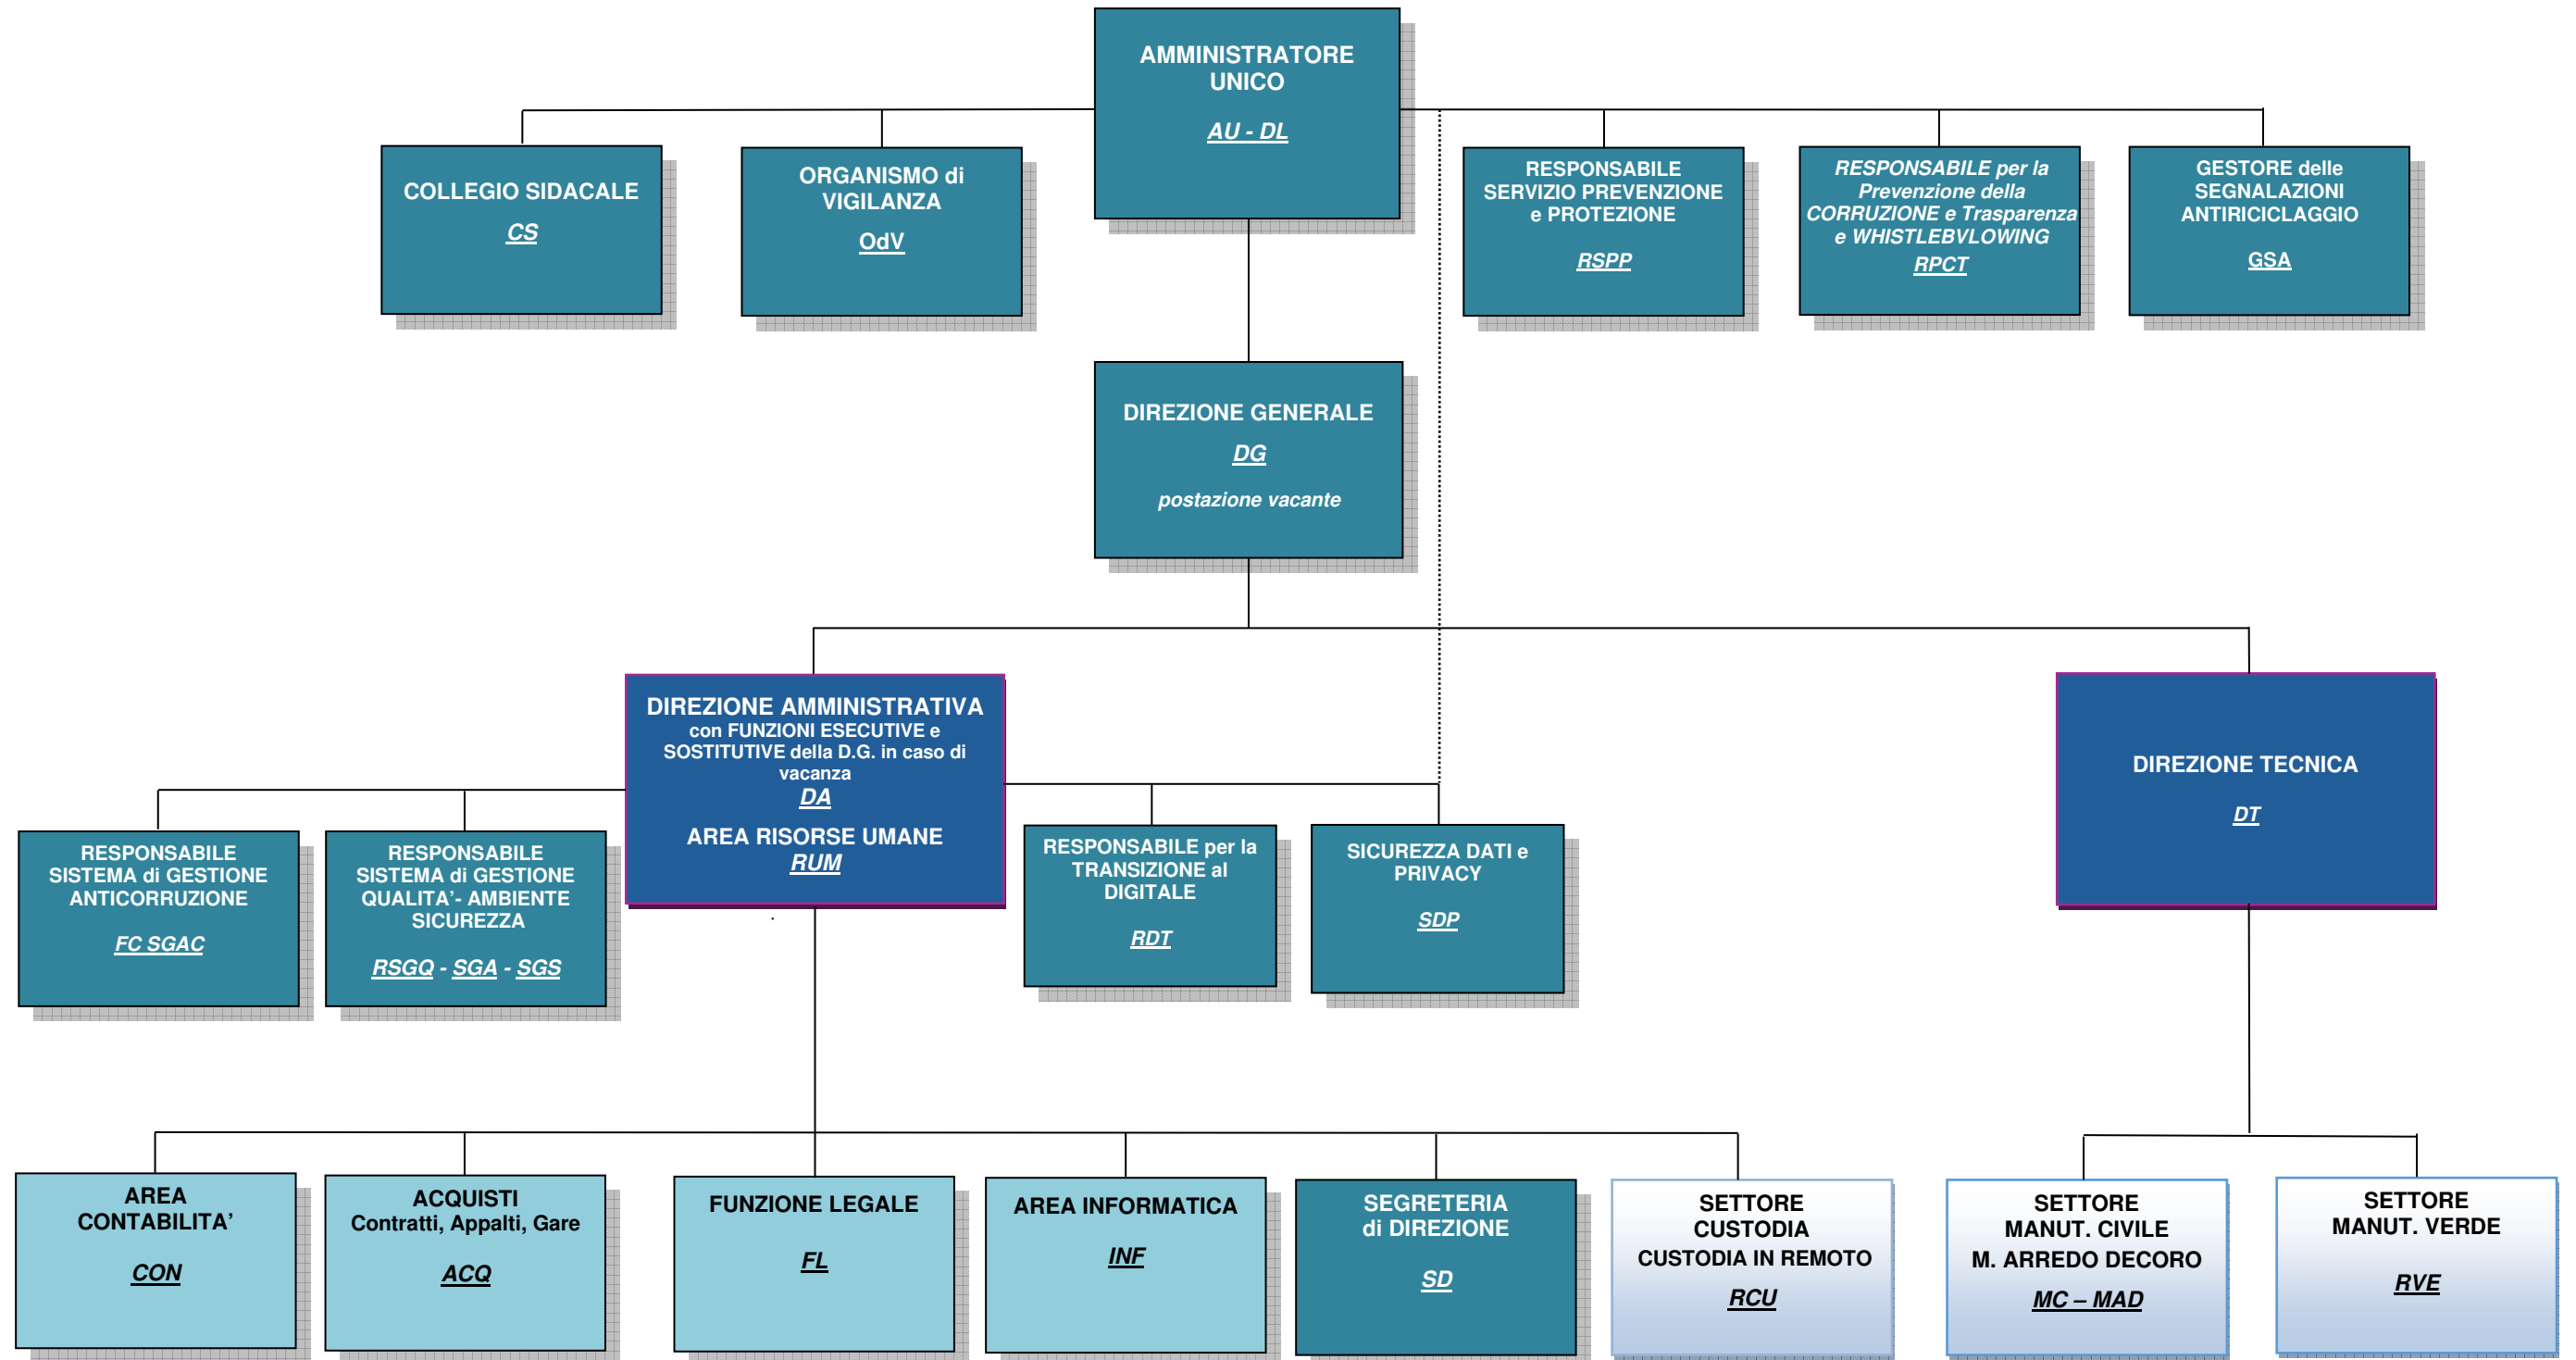 AMMINISTRATORE
UNICO
AU - DL
COLLEGIO SIDACALE
CS
ORGANISMO di
VIGILANZA
OdV
RESPONSABILE
SERVIZIO PREVENZIONE
e PROTEZIONE
RSPP
RESPONSABILE per la
Prevenzione della
CORRUZIONE e Trasparenza
e WHISTLEBVLOWING
RPCT
GESTORE delle
SEGNALAZIONI
ANTIRICICLAGGIO
GSA
DIREZIONE GENERALE
DG
postazione vacante
DIREZIONE AMMINISTRATIVA
con FUNZIONI ESECUTIVE e
SOSTITUTIVE della D.G. in caso di
vacanza
DA
AREA RISORSE UMANE
RUM
DIREZIONE TECNICA
DT
RESPONSABILE
SISTEMA di GESTIONE
ANTICORRUZIONE
FC SGAC
RESPONSABILE
SISTEMA di GESTIONE
QUALITA’- AMBIENTE
SICUREZZA
RSGQ - SGA - SGS
RESPONSABILE per la
TRANSIZIONE al
DIGITALE
RDT
SICUREZZA DATI e
PRIVACY
SDP
AREA
CONTABILITA’
CON
ACQUISTI
Contratti, Appalti, Gare
ACQ
FUNZIONE LEGALE
FL
AREA INFORMATICA
INF
SEGRETERIA
di DIREZIONE
SD
SETTORE
CUSTODIA
CUSTODIA IN REMOTO
RCU
SETTORE
MANUT. CIVILE
M. ARREDO DECORO
MC – MAD
SETTORE
MANUT. VERDE
RVE